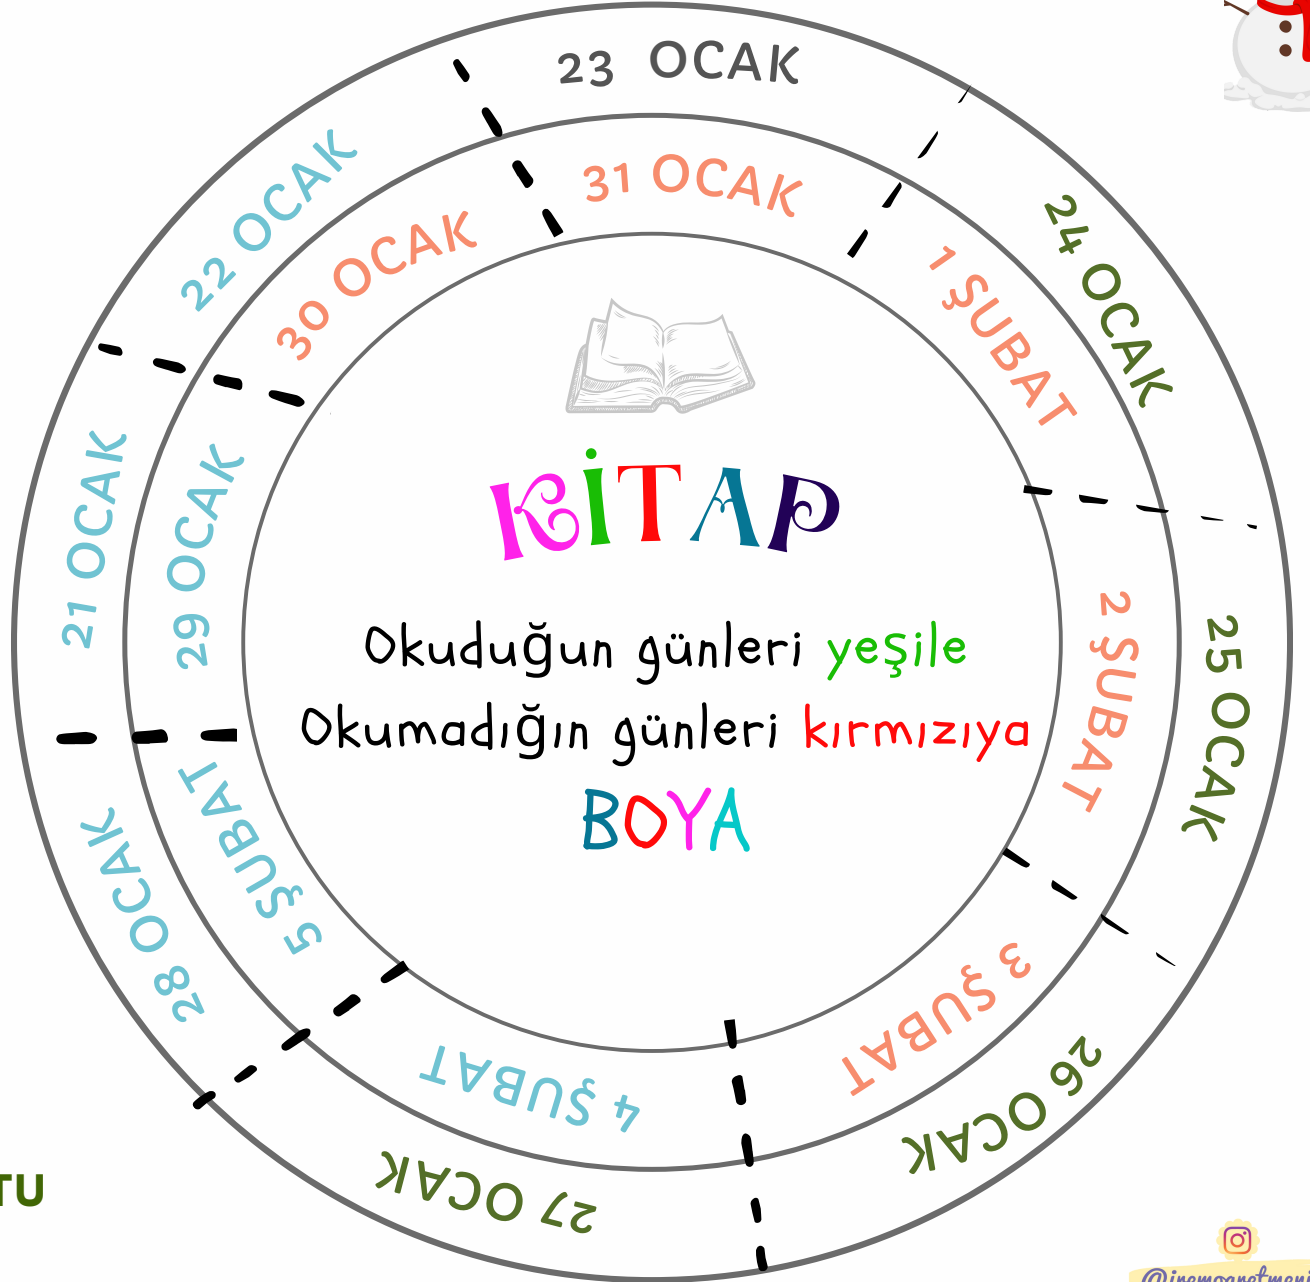 21 OCAK
22 OCAK
23 OCAK
24 OCAK
25 OCAK
26 OCAK
27 OCAK
28 OCAK
29 OCAK
30 OCAK
31 OCAK
1 ŞUBAT
2 ŞUBAT
3 ŞUBAT
4 ŞUBAT
5 ŞUBAT
KİTAP
Okuduğun günleri yeşile
Okumadığın günleri kırmızıya
BOYA
TU